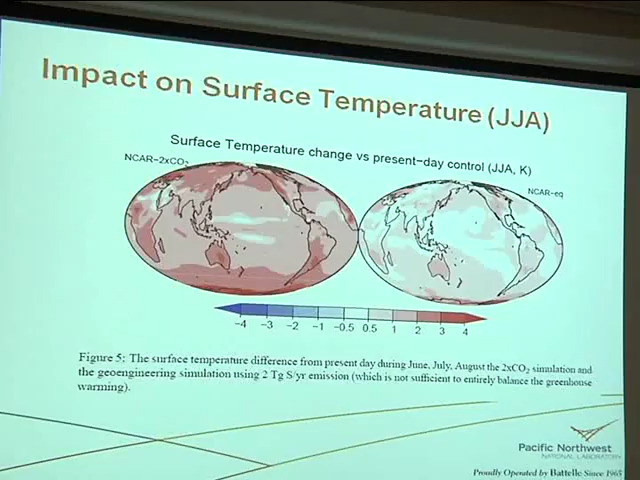 Impact on Surface Temperature (JJA)
Surface Temperature change vs present-day control (JJA, K)
NCAR-2xCO₂
NCAR-eq
-4 -3 -2 -1 -0.5 0.5 1 2 3 4
Figure 5: The surface temperature difference from present day during June, July, August the 2xCO₂ simulation and
the geoengineering simulation using 2 Tg S/yr emission (which is not sufficient to entirely balance the greenhouse
warming).
Pacific Northwest
NATIONAL LABORATORY
Proudly Operated by Battelle Since 1965